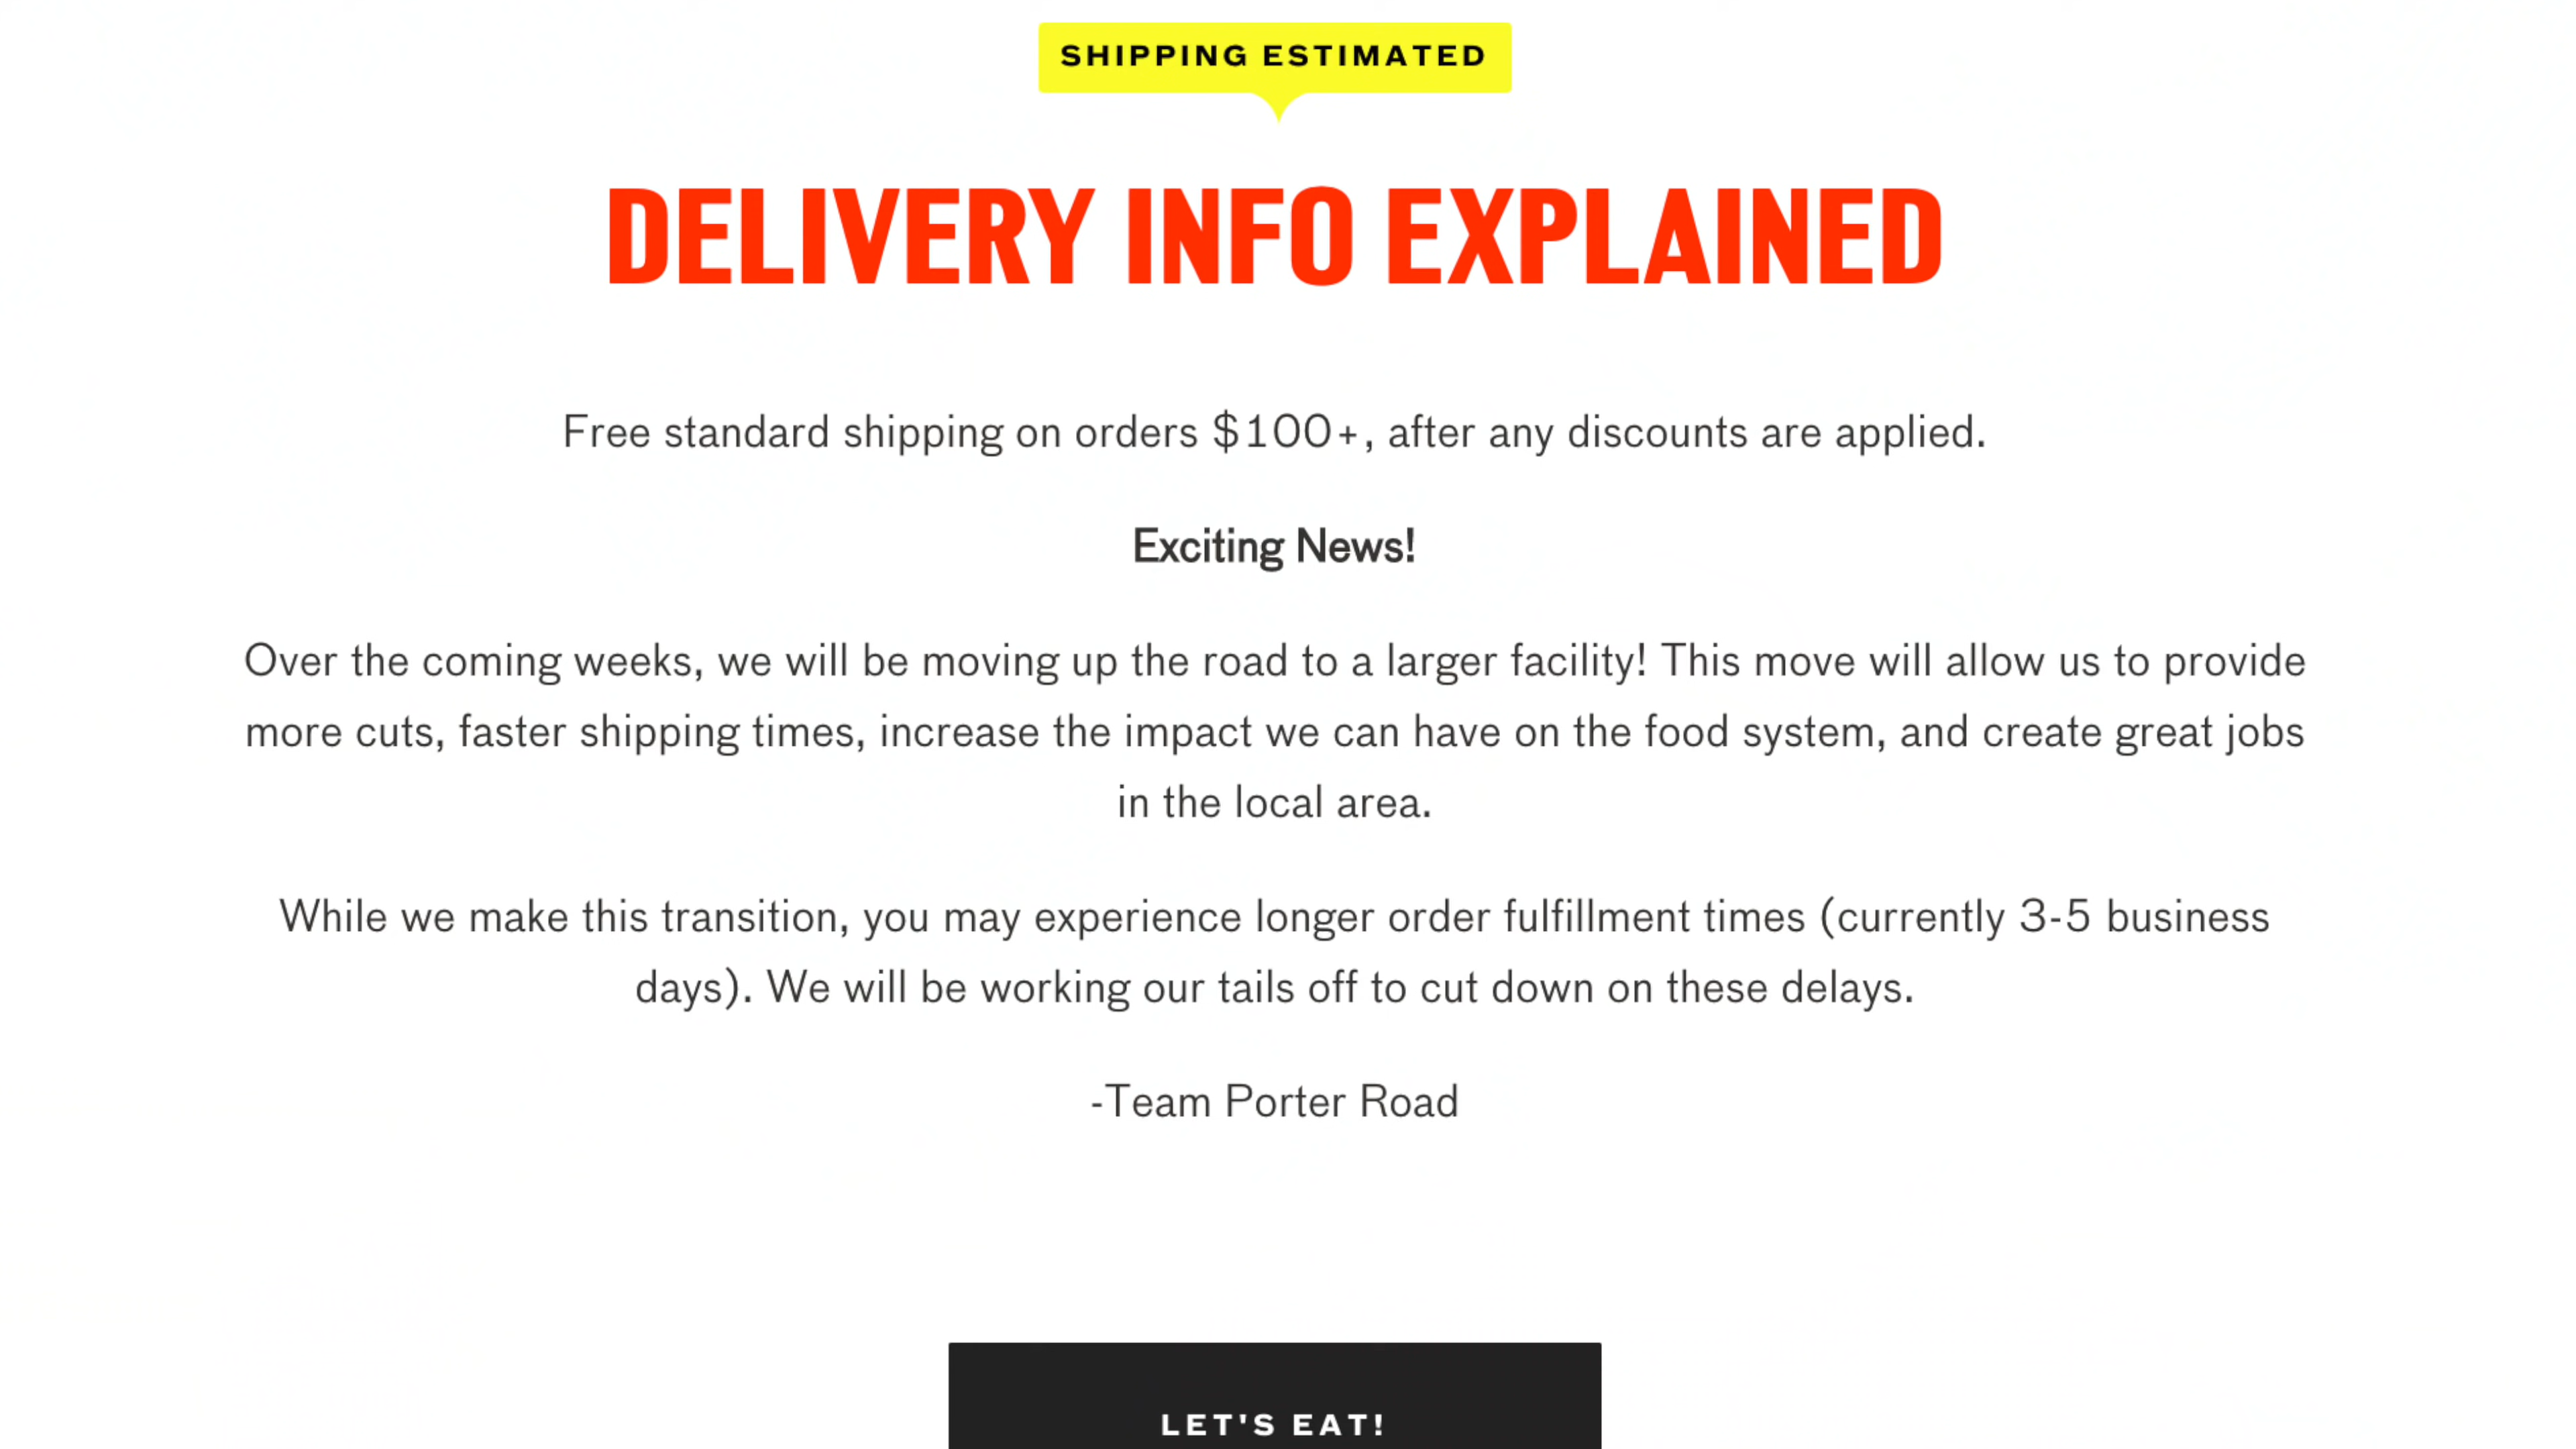 SHIPPING ESTIMATED
DELIVERY INFO EXPLAINED
Free standard shipping on orders $100+, after any discounts are applied.
Exciting News!
Over the coming weeks, we will be moving up the road to a larger facility! This move will allow us to provide
more cuts, faster shipping times, increase the impact we can have on the food system, and create great jobs
in the local area.
While we make this transition, you may experience longer order fulfillment times (currently 3-5 business
days). We will be working our tails off to cut down on these delays.
-Team Porter Road
LET'S EAT!